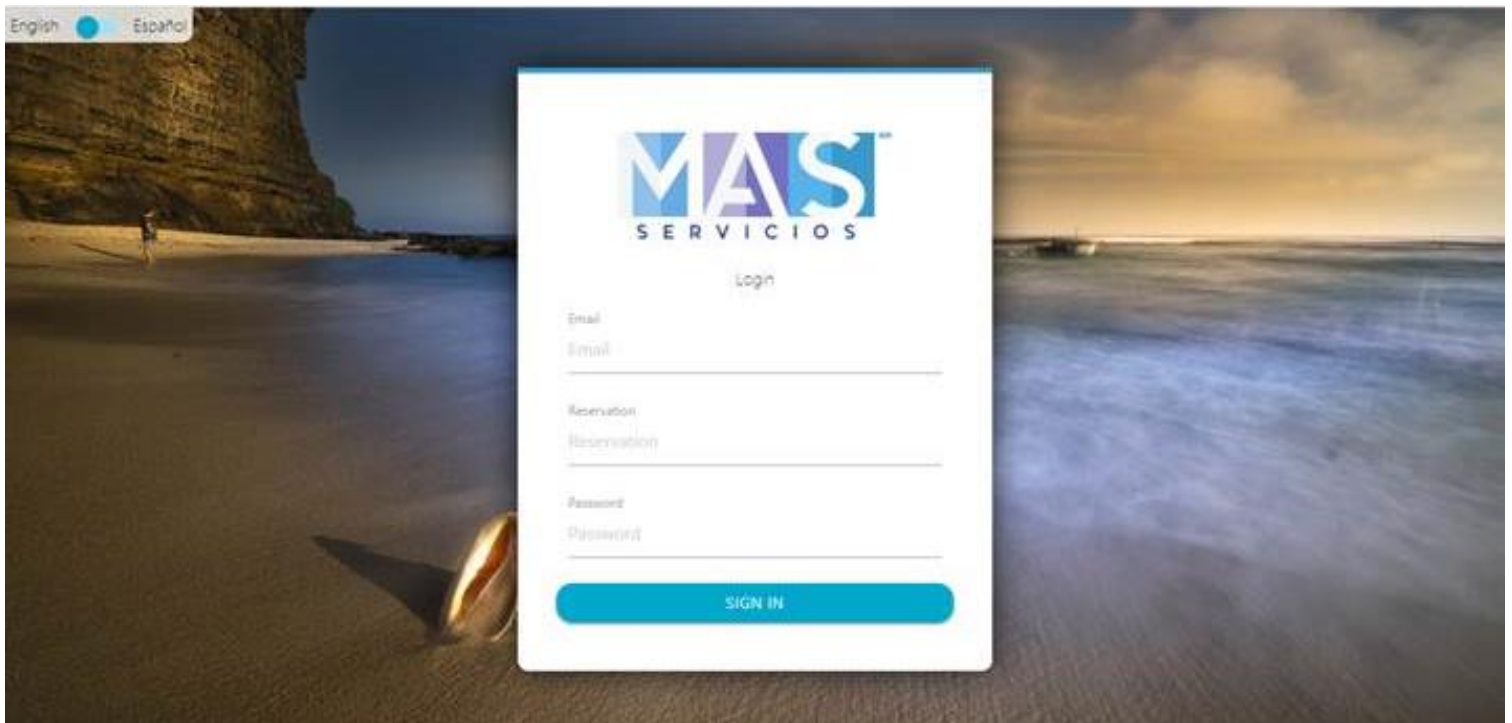 English Español
MAS
SERVICIOS
Login
Email
Email
Reservation
Reservation
Password
Password
SIGN IN